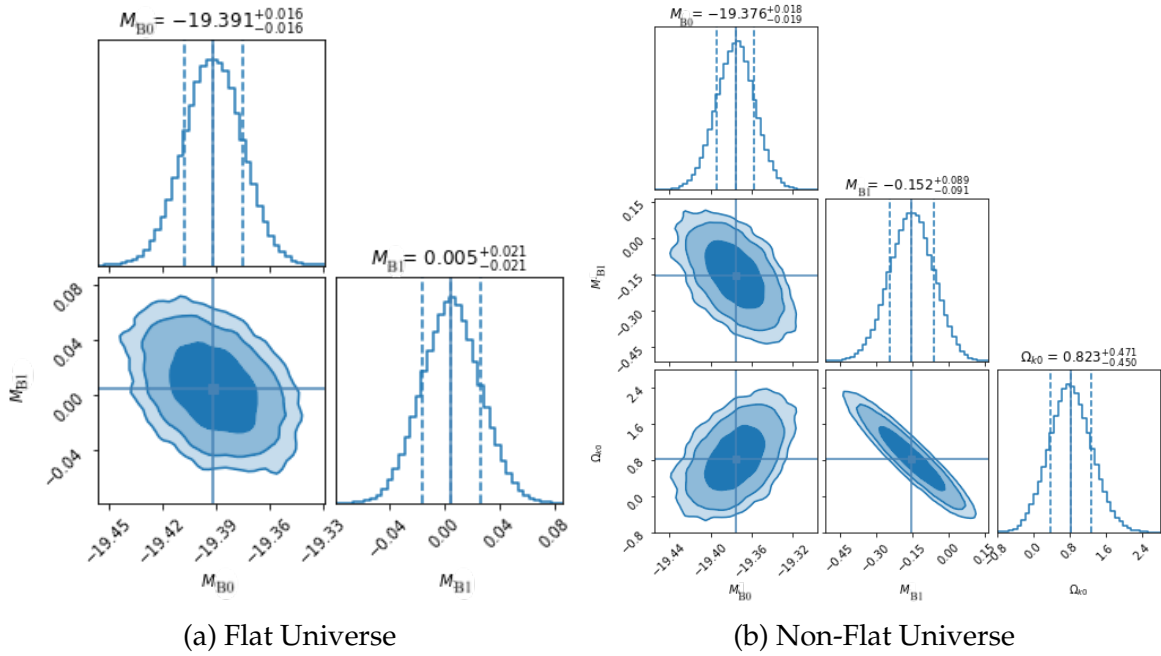 M_B0 = −19.391 +0.016 −0.016
M_B1 = 0.005 +0.021 −0.021
M_B1
0.08
0.04
0.00
−0.04
−19.45 −19.42 −19.39 −19.36 −19.33
−0.04 0.00 0.04 0.08
M_B0
M_B1
(a) Flat Universe
M_B0 = −19.376 +0.018 −0.019
M_B1 = −0.152 +0.089 −0.091
Ω_k0 = 0.823 +0.471 −0.450
M_B1
0.15
0.00
−0.15
−0.30
−0.45
Ω_k0
2.4
1.6
0.8
0.0
−0.8
−19.44 −19.40 −19.36 −19.32
−0.45 −0.30 −0.15 0.00 0.15
−0.8 0.0 0.8 1.6 2.4
M_B0
M_B1
Ω_k0
(b) Non-Flat Universe